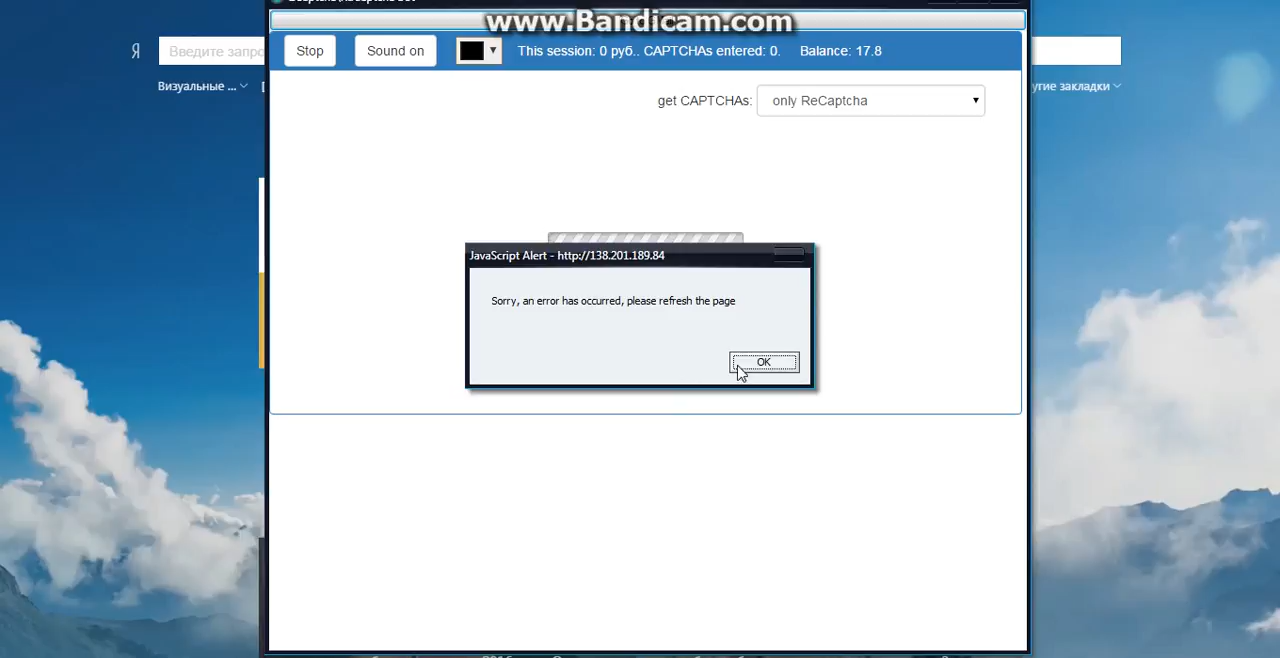 www.Bandicam.com
Я
Введите запро
Stop
Sound on
This session: 0 руб.. CAPTCHAs entered: 0.
Balance: 17.8
Визуальные ...
угие закладки
get CAPTCHAs:
only ReCaptcha
JavaScript Alert - http://138.201.189.84
Sorry, an error has occurred, please refresh the page
OK